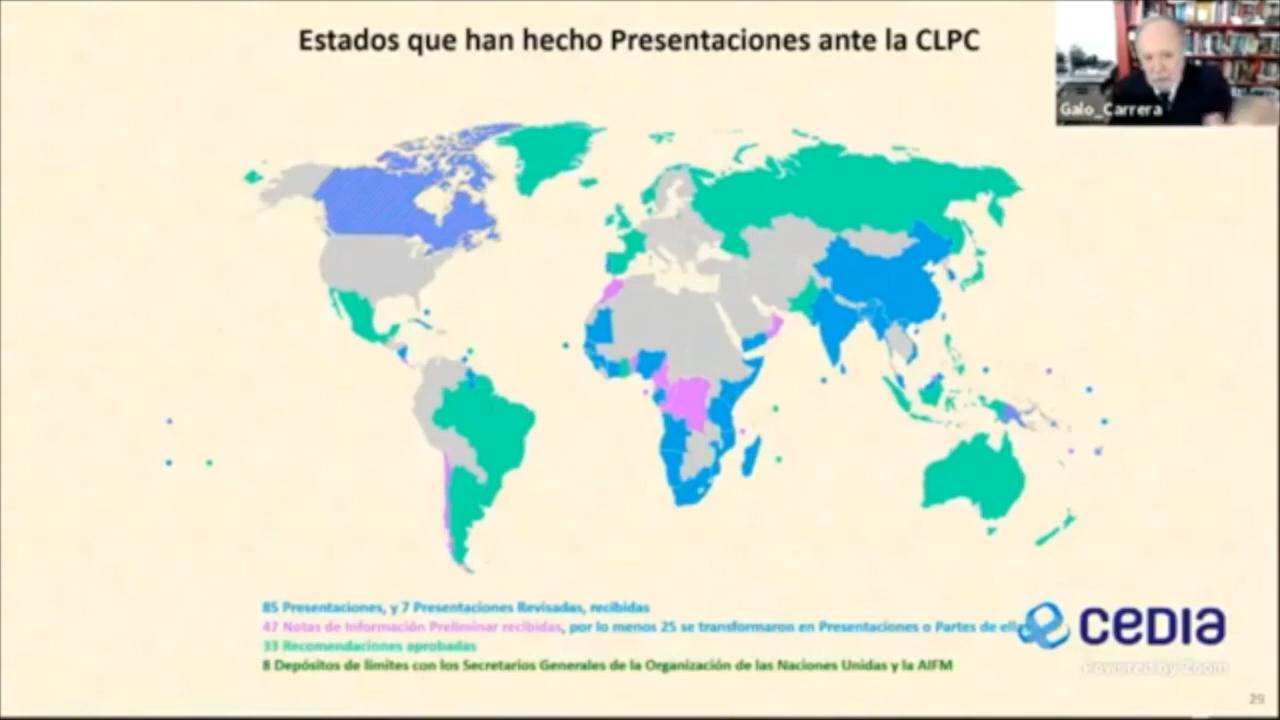 Estados que han hecho Presentaciones ante la CLPC
Galo_Carrera
85 Presentaciones, y 7 Presentaciones Revisadas, recibidas
47 Notas de Información Preliminar recibidas, por lo menos 25 se transformaron en Presentaciones o Partes de
33 Recomendaciones aprobadas
8 Depósitos de límites con los Secretarios Generales de la Organización de las Naciones Unidas y la AIFM
CEDIA
Powered by Zoom
29